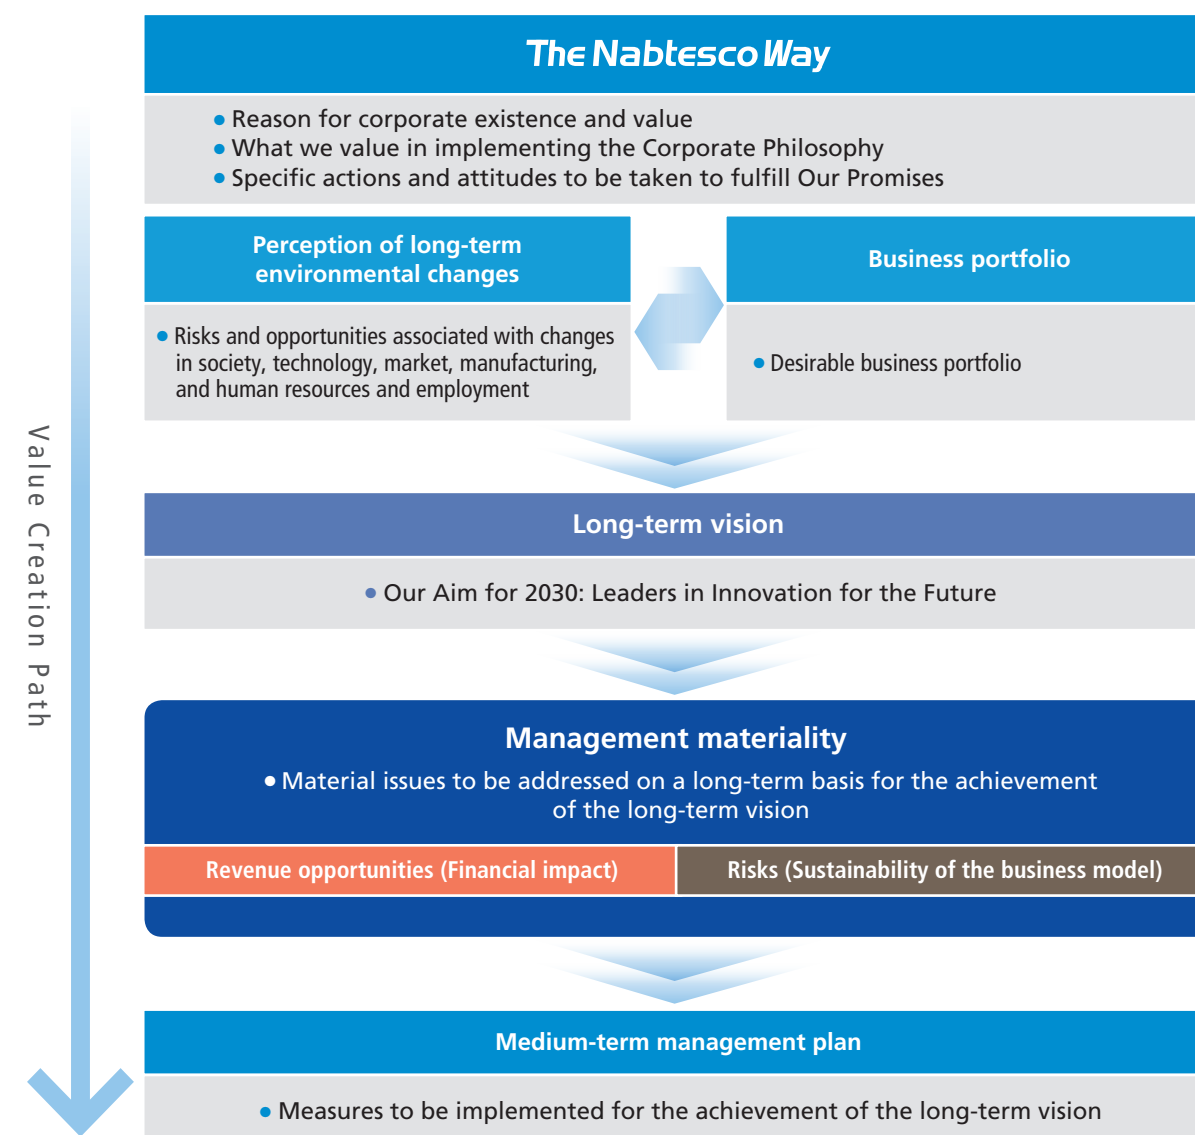 The Nabtesco Way
● Reason for corporate existence and value
● What we value in implementing the Corporate Philosophy
● Specific actions and attitudes to be taken to fulfill Our Promises
Perception of long-term
environmental changes
● Risks and opportunities associated with changes
in society, technology, market, manufacturing,
and human resources and employment
Business portfolio
● Desirable business portfolio
Value Creation Path
Long-term vision
● Our Aim for 2030: Leaders in Innovation for the Future
Management materiality
● Material issues to be addressed on a long-term basis for the achievement
of the long-term vision
Revenue opportunities (Financial impact)
Risks (Sustainability of the business model)
Medium-term management plan
● Measures to be implemented for the achievement of the long-term vision